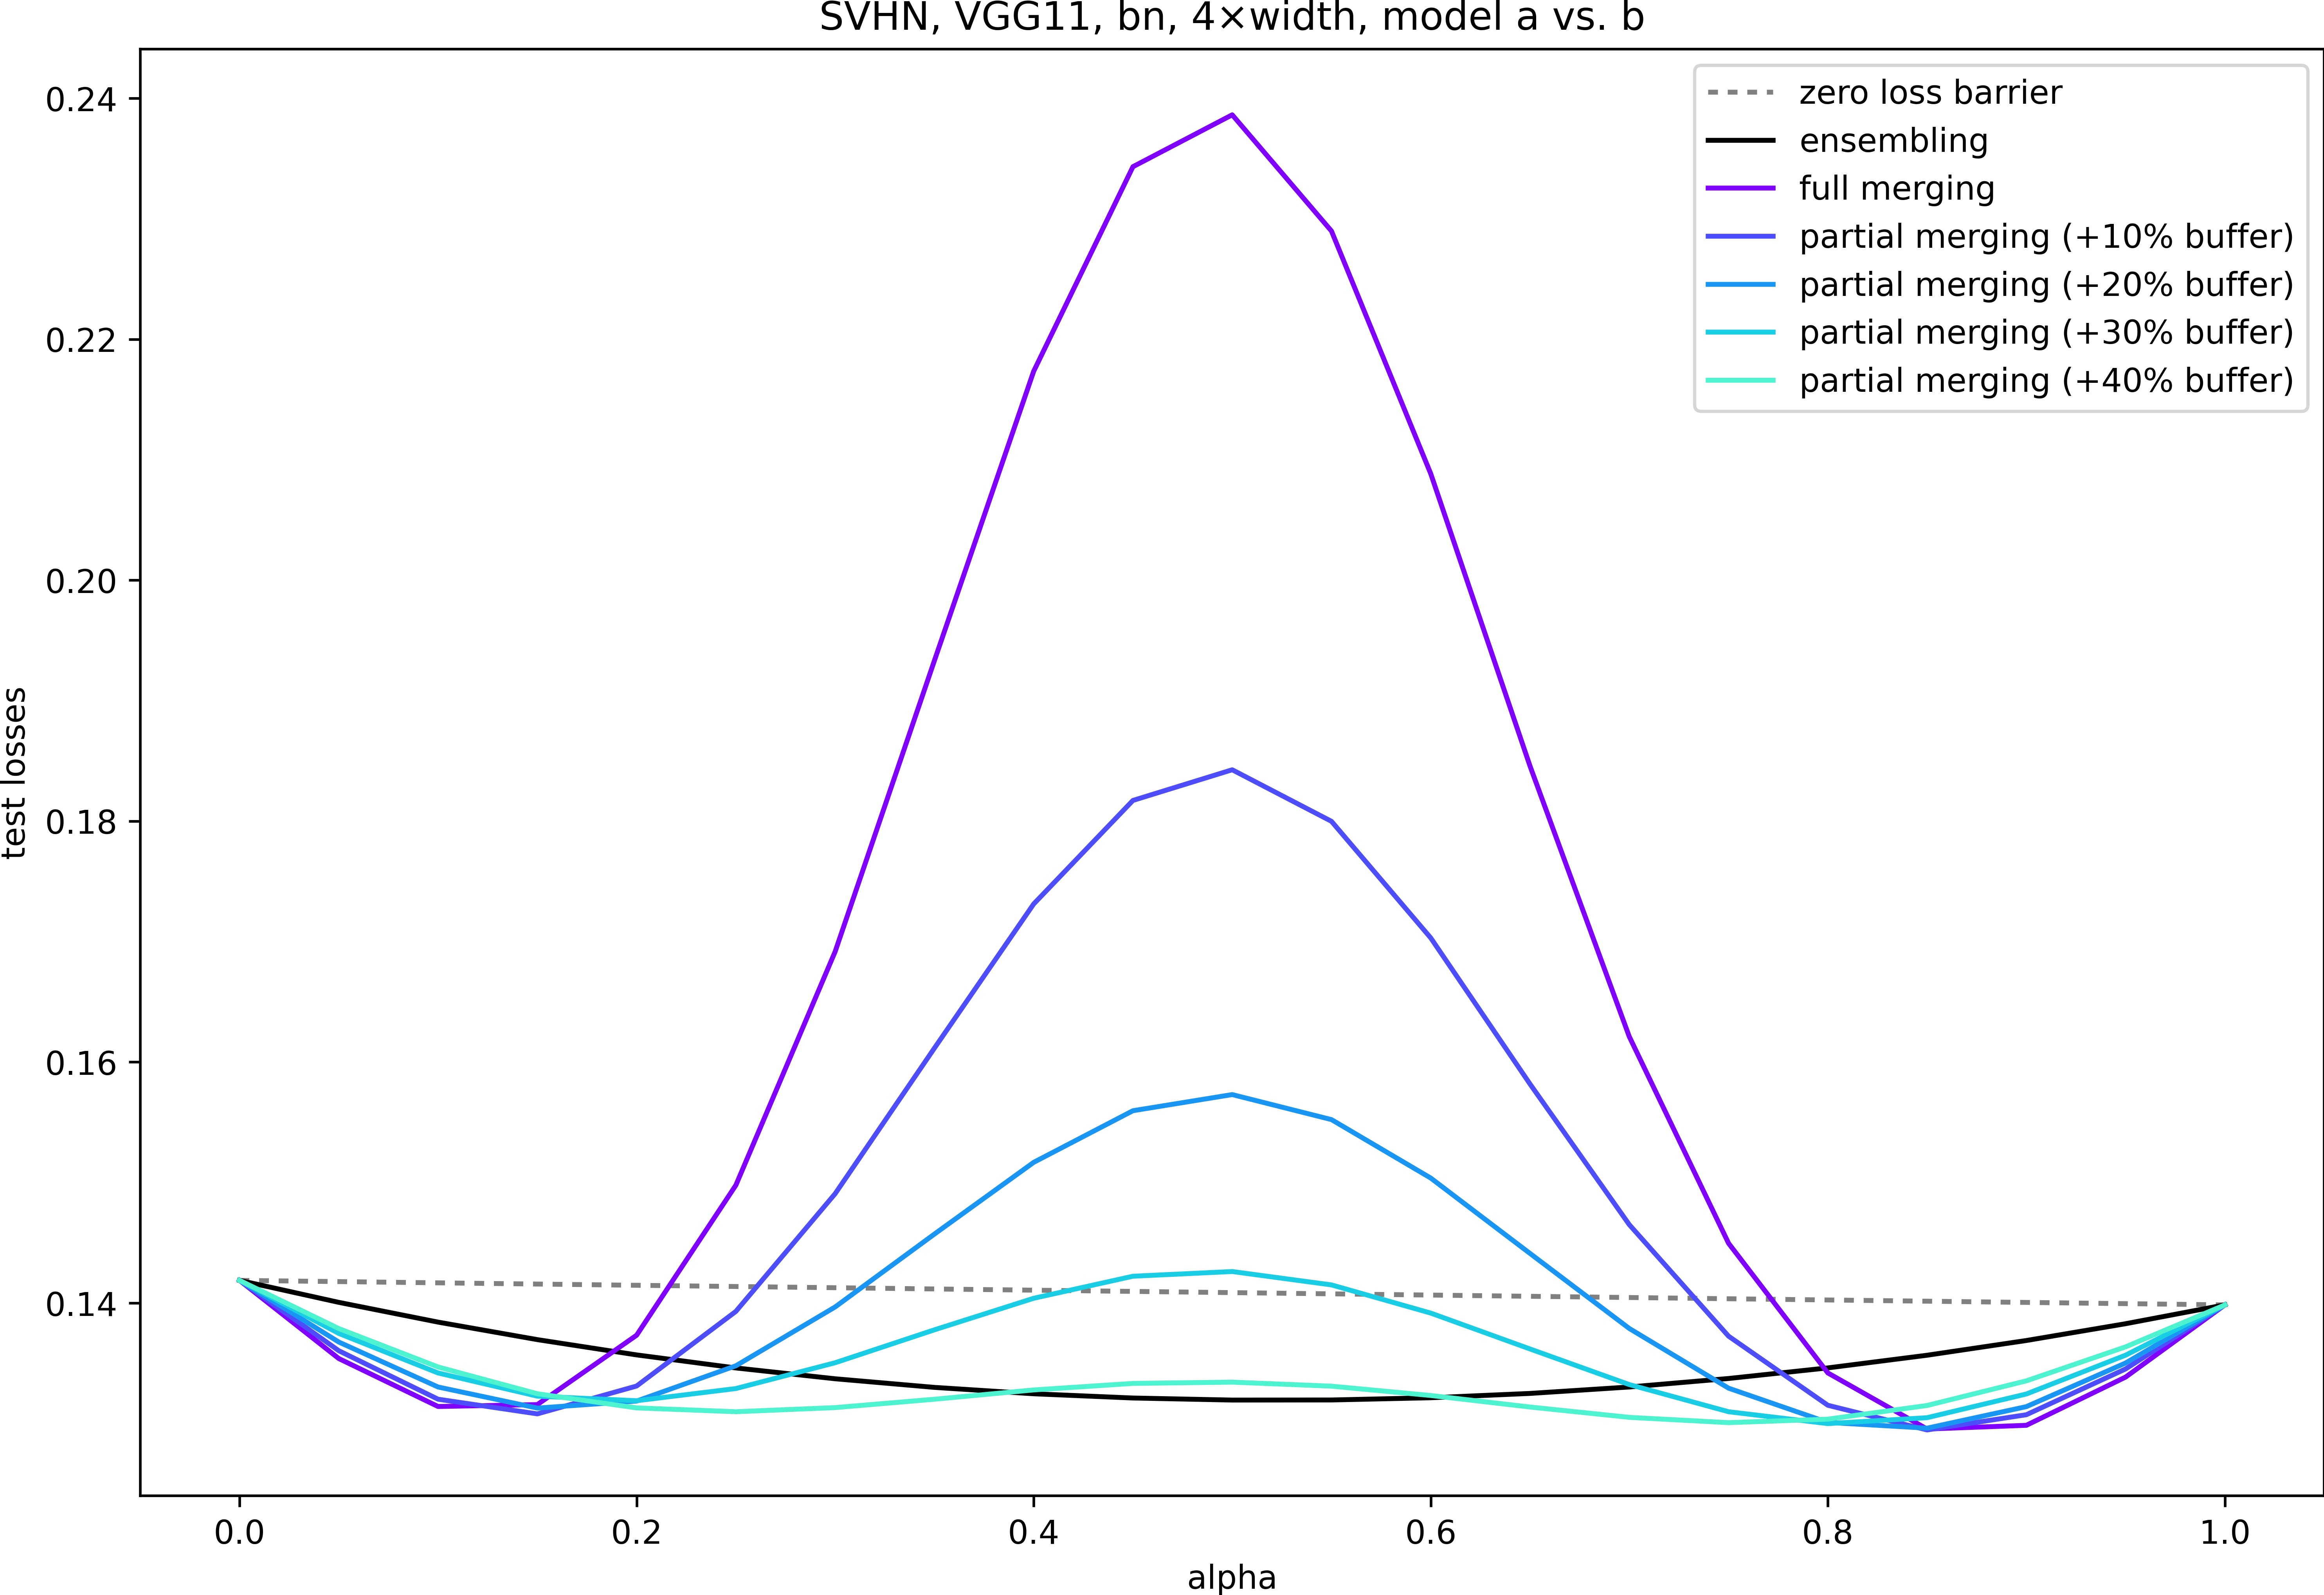 SVHN, VGG11, bn, 4×width, model a vs. b
zero loss barrier
ensembling
full merging
partial merging (+10% buffer)
partial merging (+20% buffer)
partial merging (+30% buffer)
partial merging (+40% buffer)
test losses
0.24
0.22
0.20
0.18
0.16
0.14
0.0 0.2 0.4 0.6 0.8 1.0
alpha